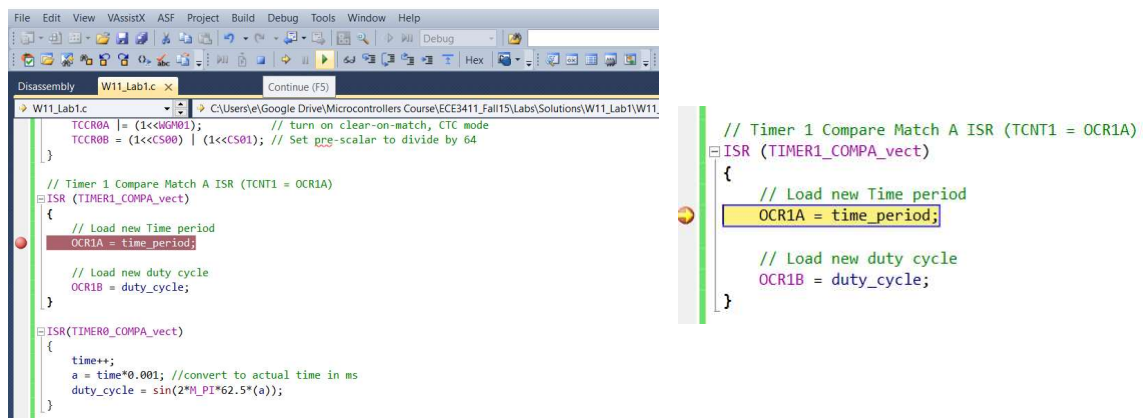 File Edit View VAssistX ASF Project Build Debug Tools Window Help
Debug
Hex
Disassembly W11_Lab1.c Continue (F5)
W11_Lab1.c C:\Users\e\Google Drive\Microcontrollers Course\ECE3411_Fall15\Labs\Solutions\W11_Lab1\W11_
TCCR0A |= (1<<WGM01); // turn on clear-on-match, CTC mode
TCCR0B = (1<<CS00) | (1<<CS01); // Set pre-scalar to divide by 64
}
// Timer 1 Compare Match A ISR (TCNT1 = OCR1A)
ISR (TIMER1_COMPA_vect)
{
// Load new Time period
OCR1A = time_period;
// Load new duty cycle
OCR1B = duty_cycle;
}
ISR(TIMER0_COMPA_vect)
{
time++;
a = time*0.001; //convert to actual time in ms
duty_cycle = sin(2*M_PI*62.5*(a));
}
// Timer 1 Compare Match A ISR (TCNT1 = OCR1A)
ISR (TIMER1_COMPA_vect)
{
// Load new Time period
OCR1A = time_period;
// Load new duty cycle
OCR1B = duty_cycle;
}